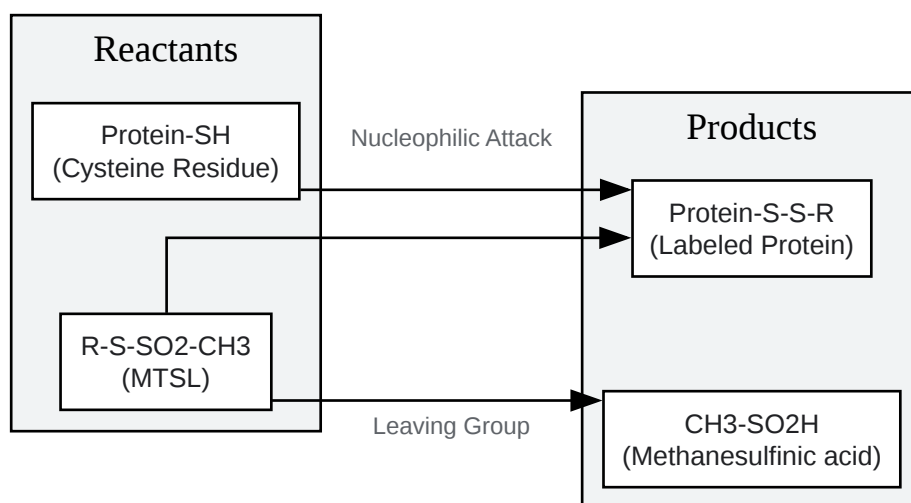 Reactants
Protein-SH
(Cysteine Residue)
R-S-SO2-CH3
(MTSL)
Nucleophilic Attack
Leaving Group
Products
Protein-S-S-R
(Labeled Protein)
CH3-SO2H
(Methanesulfinic acid)